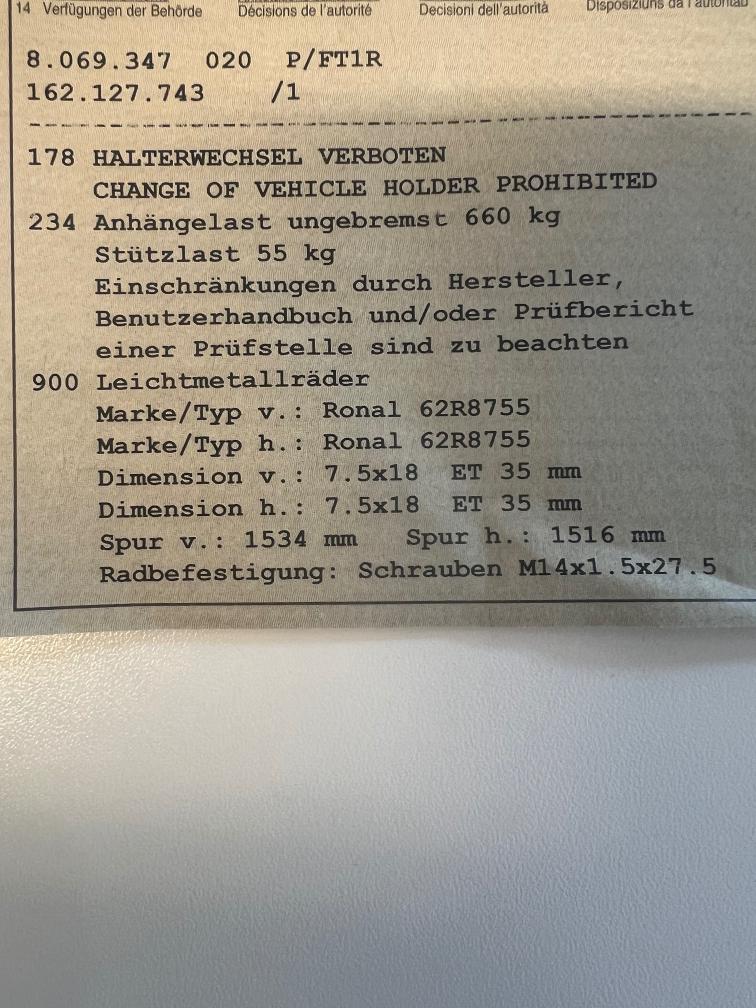 14 Verfügungen der Behörde Décisions de l'autorité Decisioni dell'autorità Disposiziuns da l'autoritad
8.069.347 020 P/FT1R
162.127.743 /1
178 HALTERWECHSEL VERBOTEN
CHANGE OF VEHICLE HOLDER PROHIBITED
234 Anhängelast ungebremst 660 kg
Stützlast 55 kg
Einschränkungen durch Hersteller,
Benutzerhandbuch und/oder Prüfbericht
einer Prüfstelle sind zu beachten
900 Leichtmetallräder
Marke/Typ v.: Ronal 62R8755
Marke/Typ h.: Ronal 62R8755
Dimension v.: 7.5x18 ET 35 mm
Dimension h.: 7.5x18 ET 35 mm
Spur v.: 1534 mm Spur h.: 1516 mm
Radbefestigung: Schrauben M14x1.5x27.5